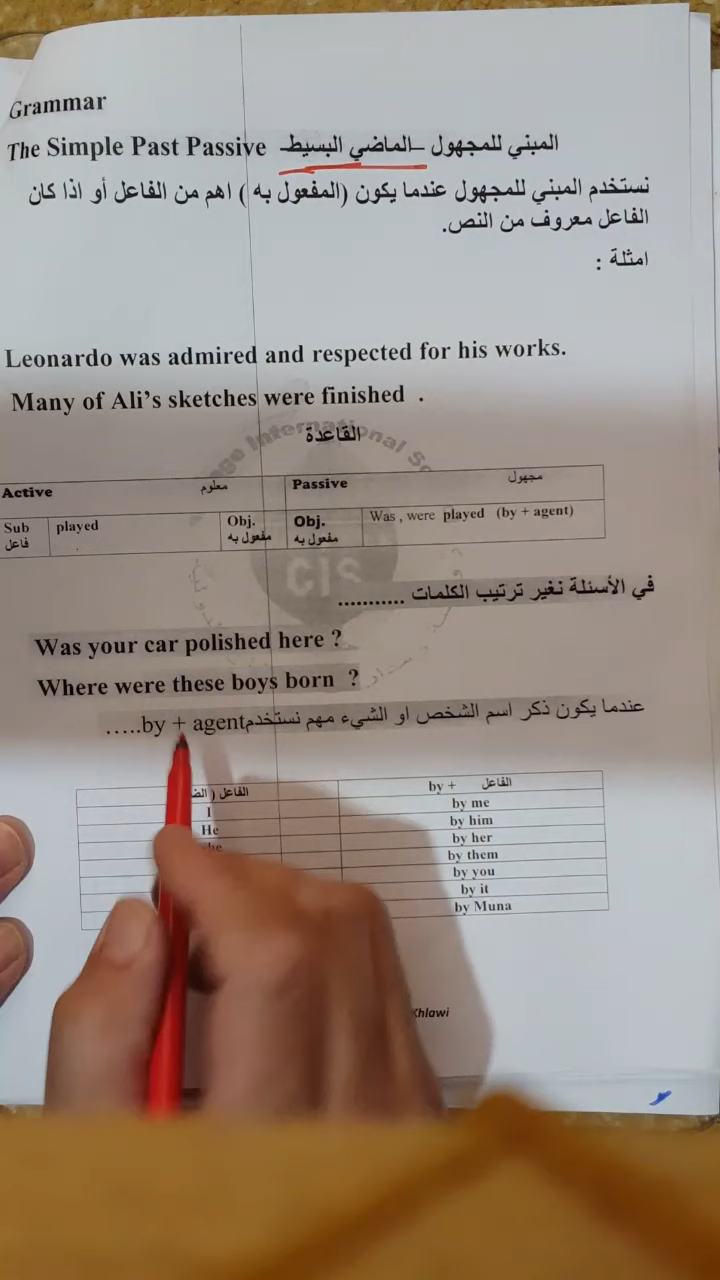 Grammar
The Simple Past Passive المبني للمجهول –الماضي البسيط-
نستخدم المبني للمجهول عندما يكون (المفعول به ) اهم من الفاعل أو اذا كان
الفاعل معروف من النص.
امثلة :
Leonardo was admired and respected for his works.
Many of Ali's sketches were finished .
القاعدة
Active معلوم Passive مجهول
Sub played Obj. Obj. Was , were played (by + agent)
فاعل مفعول به مفعول به
في الأسئلة نغير ترتيب الكلمات ...........
Was your car polished here ?
Where were these boys born ?
عندما يكون ذكر اسم الشخص او الشيء مهم نستخدم by + agent.....
الفاعل ( by + الفاعل
I by me
He by him
by her
by them
by you
by it
by Muna